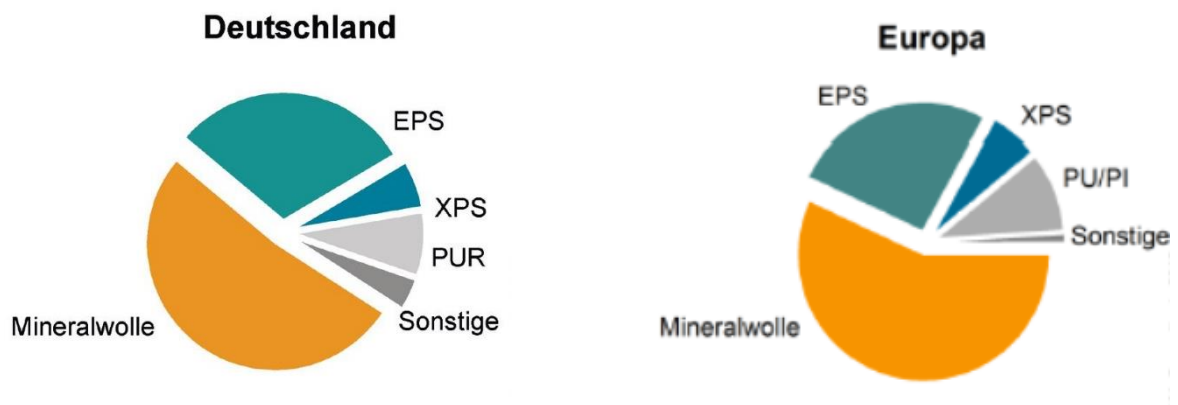 Deutschland
EPS
XPS
PUR
Sonstige
Mineralwolle
Europa
EPS
XPS
PU/PI
Sonstige
Mineralwolle